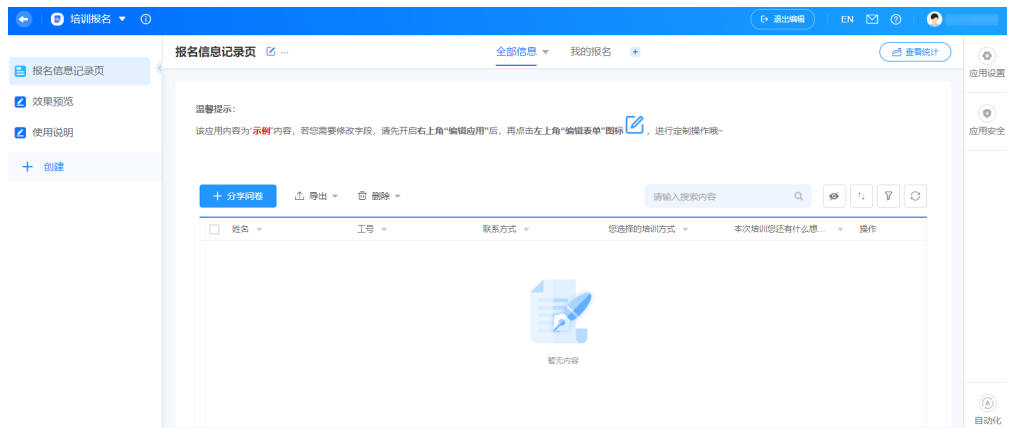 培训报名
退出编辑
EN
报名信息记录页
效果预览
使用说明
创建
报名信息记录页
全部信息
我的报名
查看统计
温馨提示：
该应用内容为“示例”内容，若您需要修改字段，请先开启右上角“编辑应用”后，再点击左上角“编辑表单”图标 ，进行定制操作哦~
分享问卷
导出
删除
请输入搜索内容
姓名 工号 联系方式 您选择的培训方式 本次培训您还有什么想... 操作
暂无内容
应用设置
应用安全
自动化